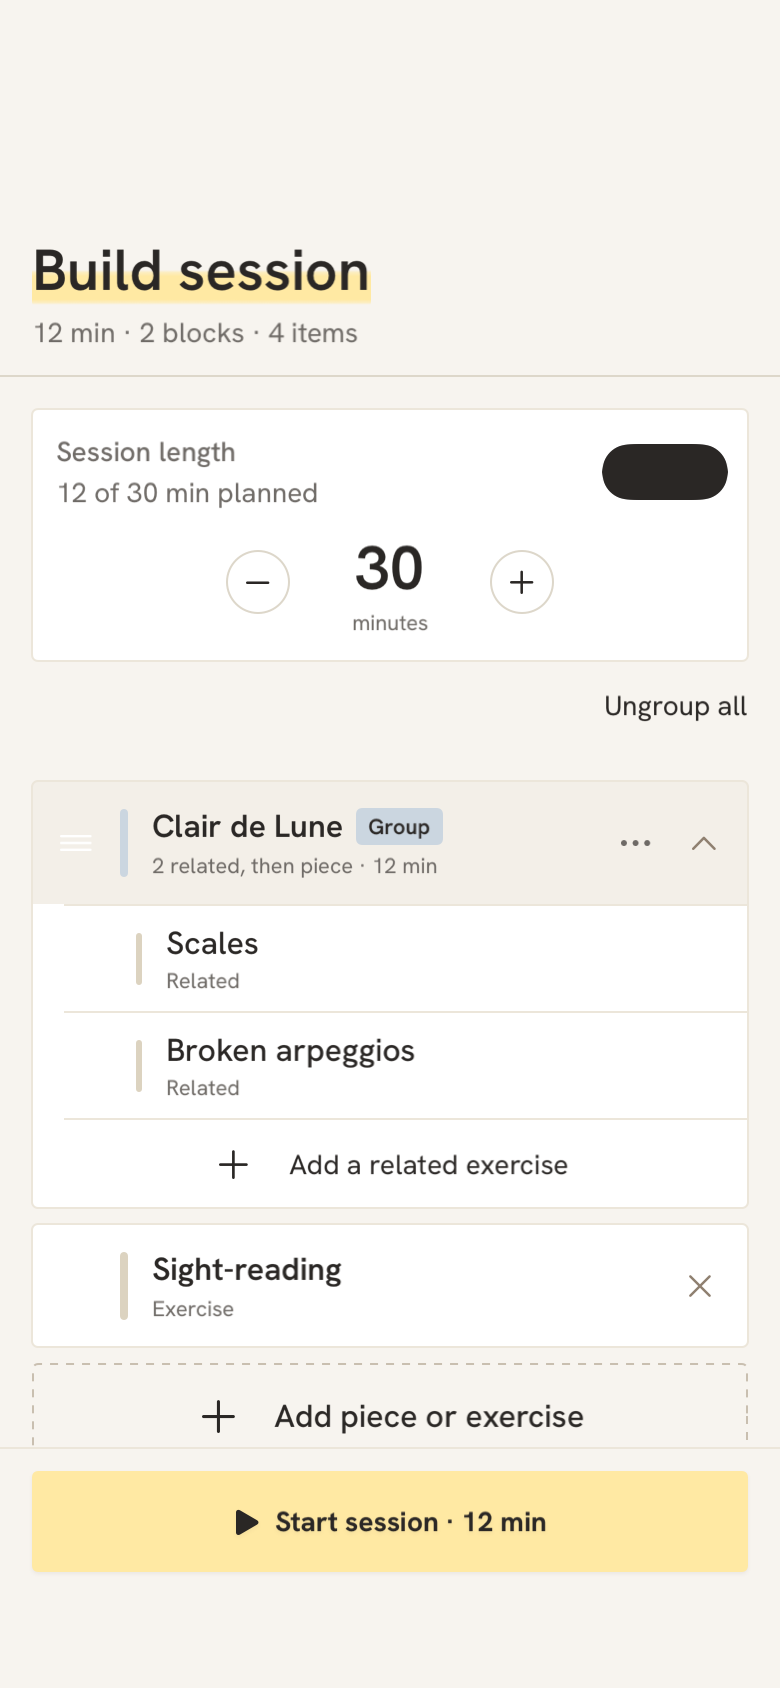 Build session
12 min · 2 blocks · 4 items
Session length
12 of 30 min planned
30
minutes
Ungroup all
Clair de Lune Group
2 related, then piece · 12 min
Scales
Related
Broken arpeggios
Related
Add a related exercise
Sight-reading
Exercise
Add piece or exercise
Start session · 12 min